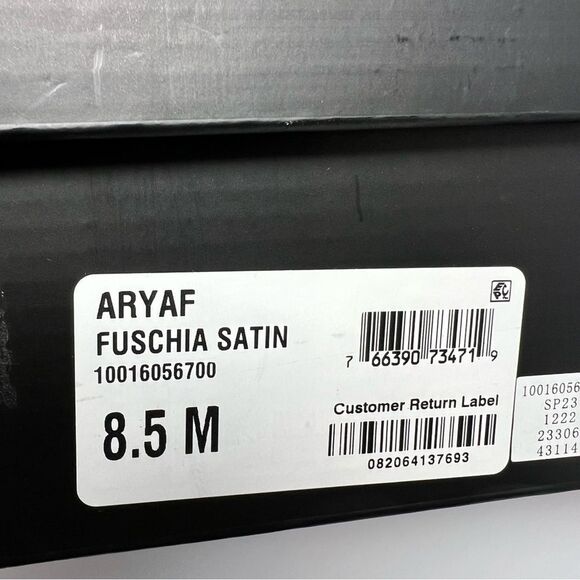 ARYAF
FUSCHIA SATIN
10016056700
8.5 M
7 66390 73471 9
Customer Return Label
082064137693
10016056
SP23
1222
23306
43114